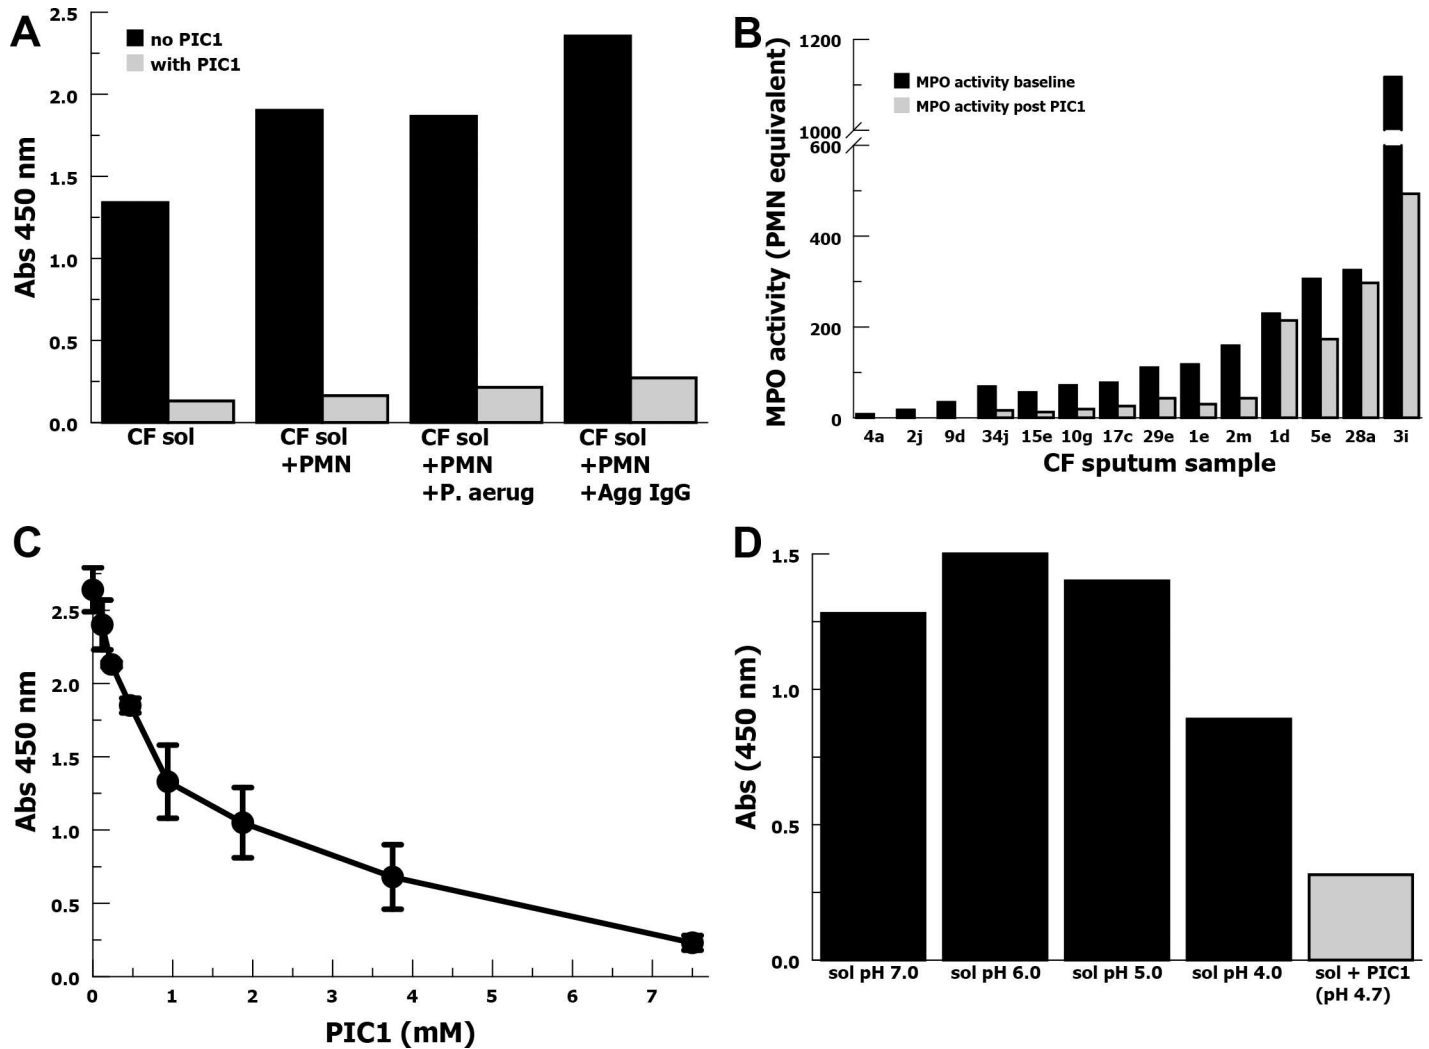 A
2.5
2.0
1.5
1.0
0.5
0.0
Abs 450 nm
no PIC1
with PIC1
CF sol
CF sol
+PMN
CF sol
+PMN
+P. aerug
CF sol
+PMN
+Agg IgG
B
1200
1000
600
400
200
0
MPO activity (PMN equivalent)
MPO activity baseline
MPO activity post PIC1
4a 2j 9d 34j 15e 10g 17c 29e 1e 2m 1d 5e 28a 3i
CF sputum sample
C
2.5
2.0
1.5
1.0
0.5
0.0
Abs 450 nm
0 1 2 3 4 5 6 7
PIC1 (mM)
D
1.5
1.0
0.5
0.0
Abs (450 nm)
sol pH 7.0 sol pH 6.0 sol pH 5.0 sol pH 4.0 sol + PIC1
(pH 4.7)